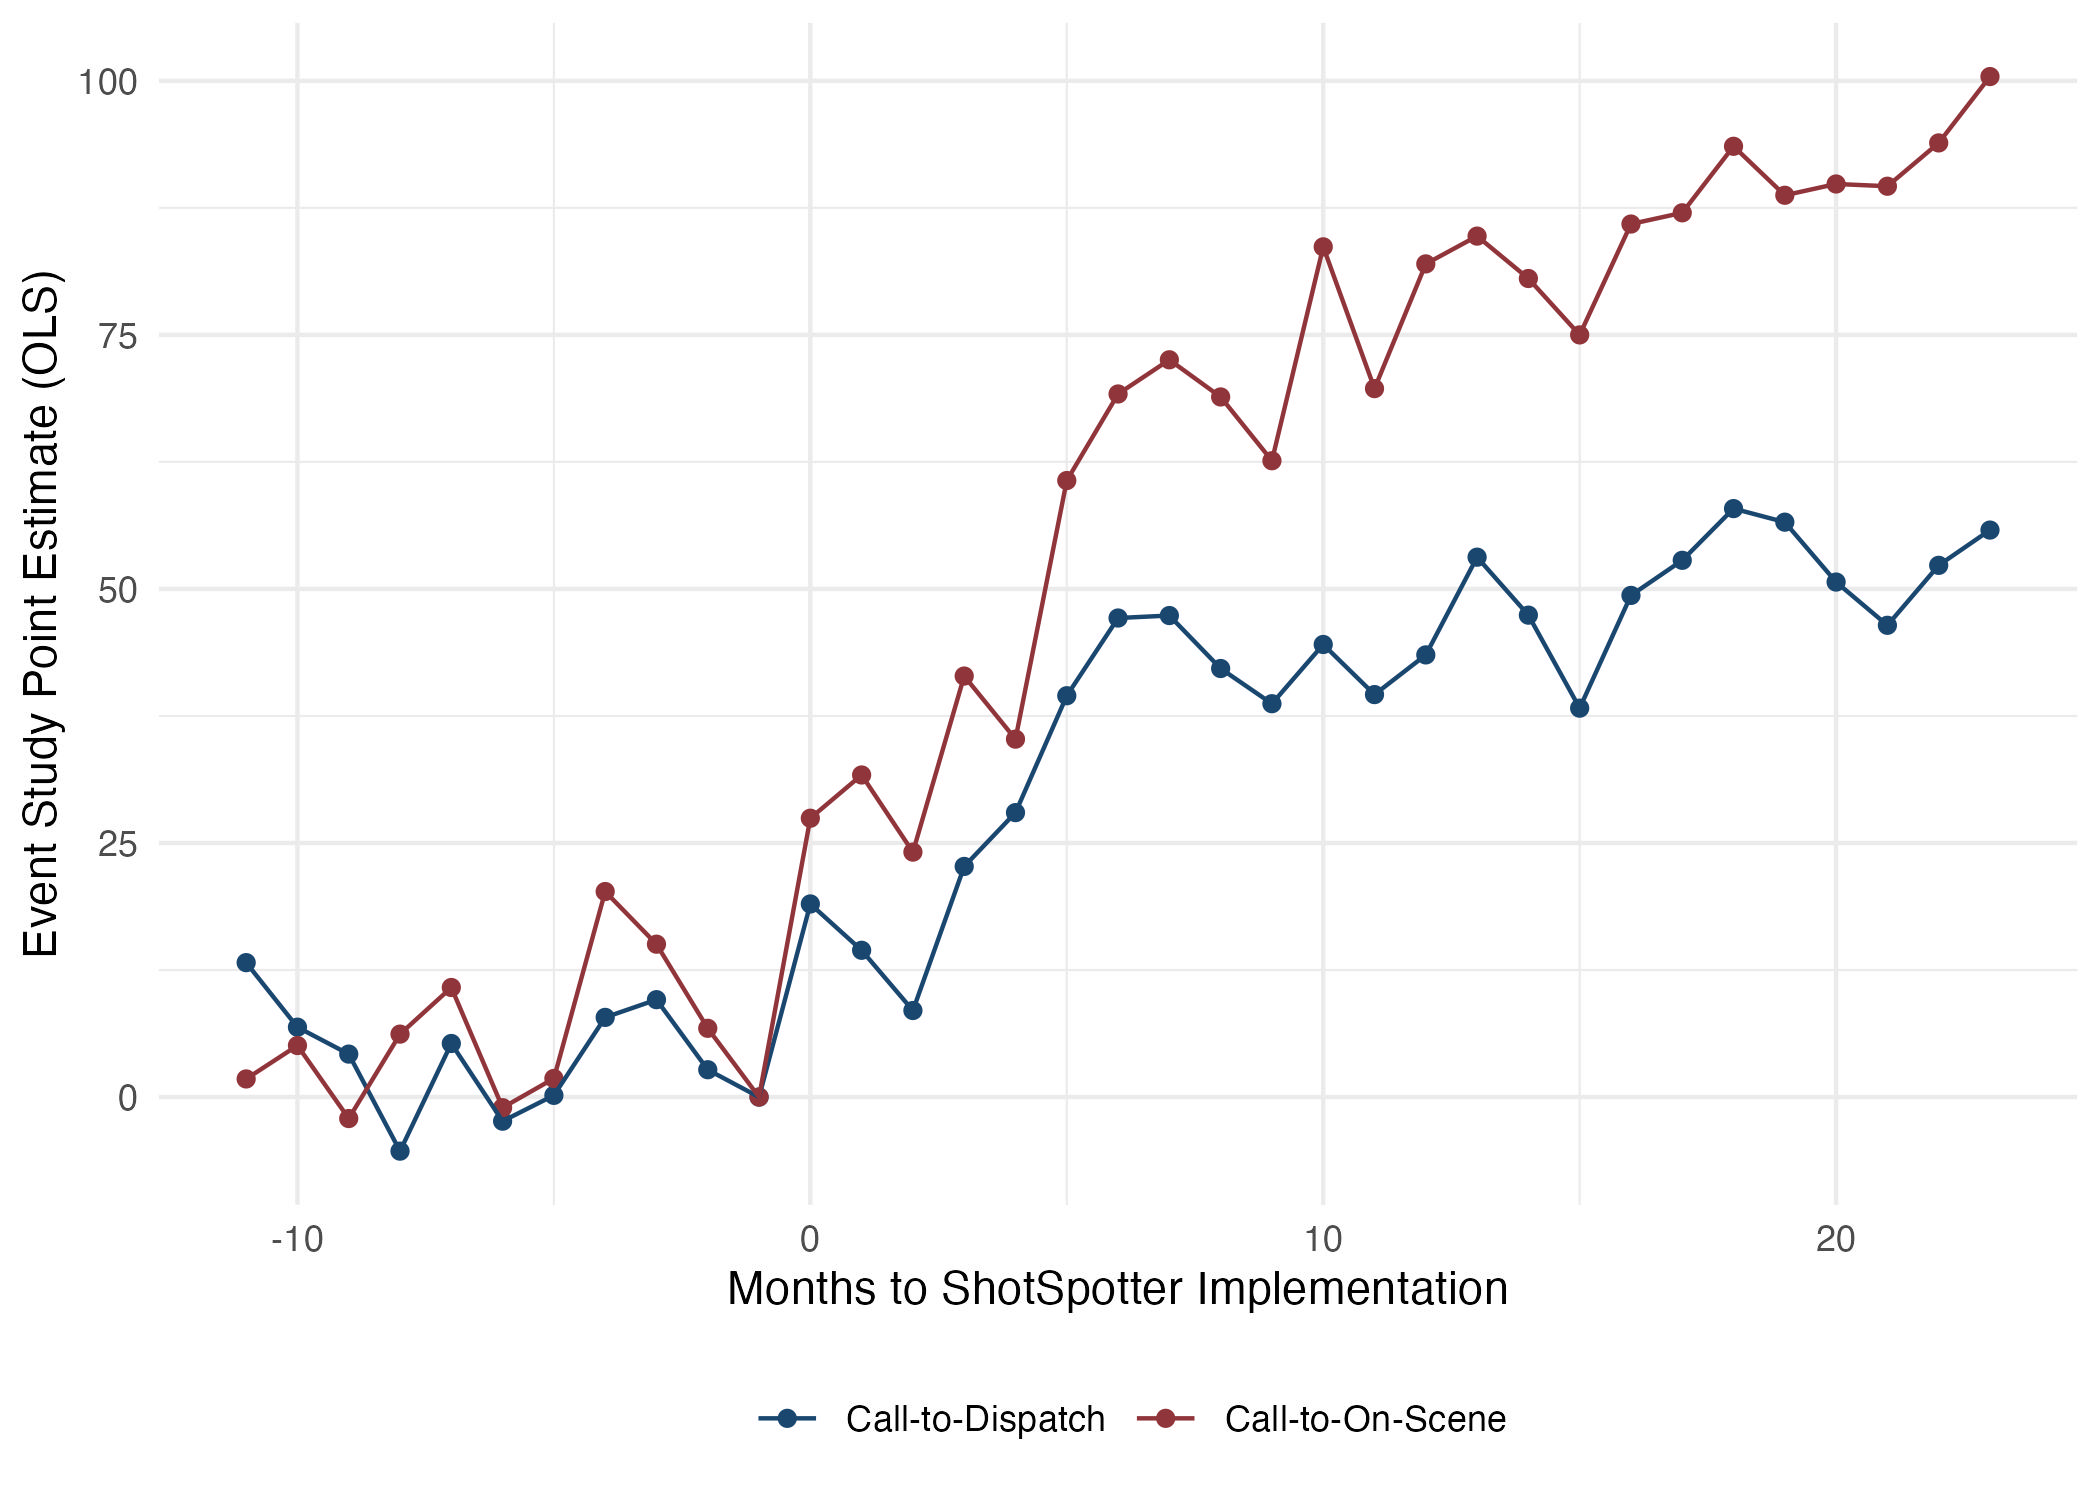 Event Study Point Estimate (OLS)
100
75
50
25
0
-10 0 10 20
Months to ShotSpotter Implementation
Call-to-Dispatch Call-to-On-Scene